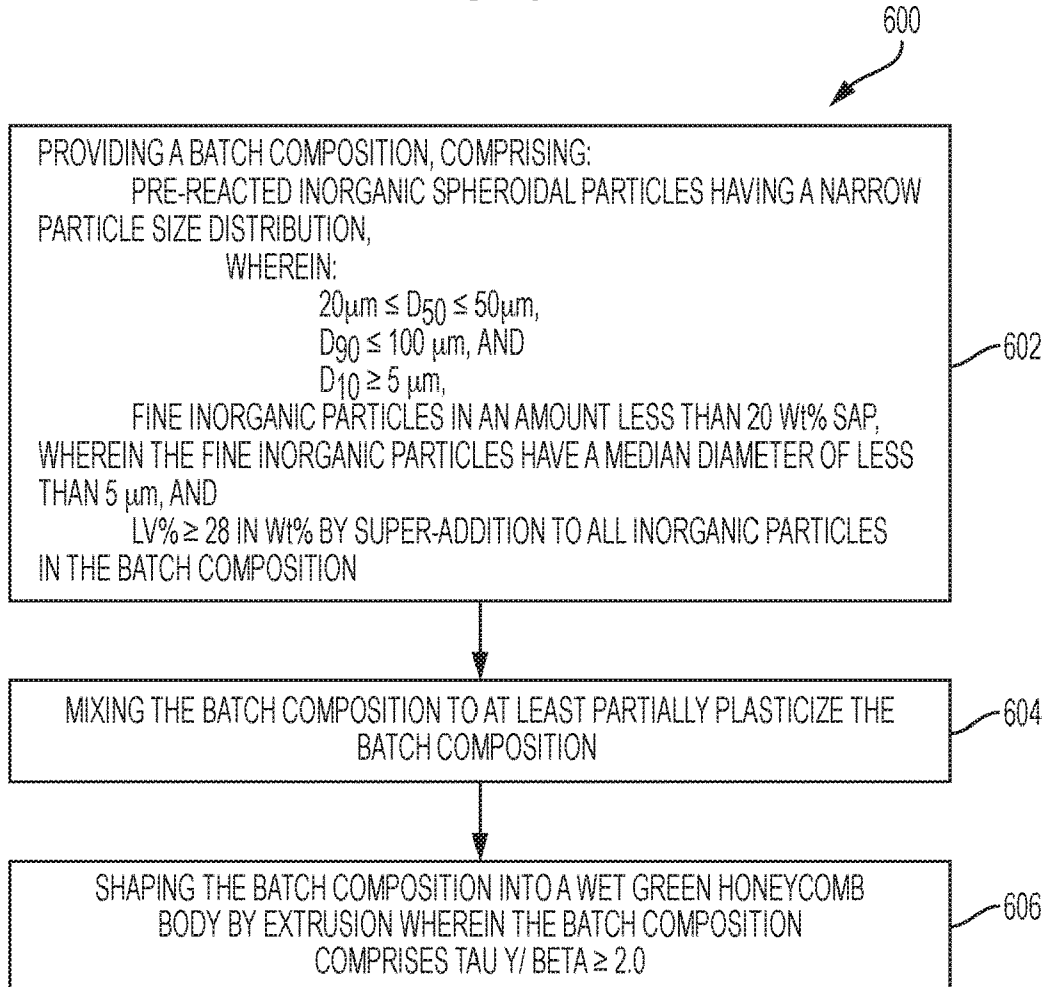 600
PROVIDING A BATCH COMPOSITION, COMPRISING:
PRE-REACTED INORGANIC SPHEROIDAL PARTICLES HAVING A NARROW
PARTICLE SIZE DISTRIBUTION,
WHEREIN:
20μm ≤ D50 ≤ 50μm,
D90 ≤ 100 μm, AND
D10 ≥ 5 μm,
FINE INORGANIC PARTICLES IN AN AMOUNT LESS THAN 20 Wt% SAP,
WHEREIN THE FINE INORGANIC PARTICLES HAVE A MEDIAN DIAMETER OF LESS
THAN 5 μm, AND
LV% ≥ 28 IN Wt% BY SUPER-ADDITION TO ALL INORGANIC PARTICLES
IN THE BATCH COMPOSITION
602
MIXING THE BATCH COMPOSITION TO AT LEAST PARTIALLY PLASTICIZE THE
BATCH COMPOSITION
604
SHAPING THE BATCH COMPOSITION INTO A WET GREEN HONEYCOMB
BODY BY EXTRUSION WHEREIN THE BATCH COMPOSITION
COMPRISES TAU Y/ BETA ≥ 2.0
606